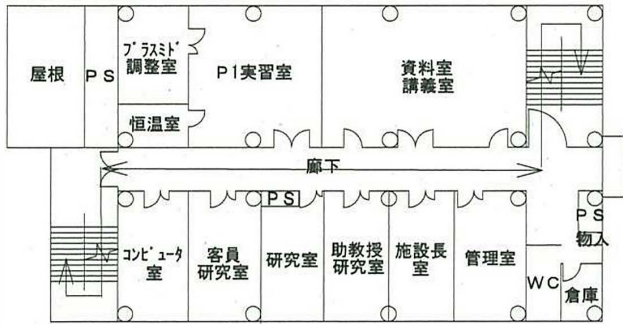 屋根
PS
プラスミド
調整室
恒温室
P1実習室
資料室
講義室
廊下
コンピュータ
室
客員
研究室
PS
研究室
助教授
研究室
施設長
室
管理室
WC
PS
物入
倉庫